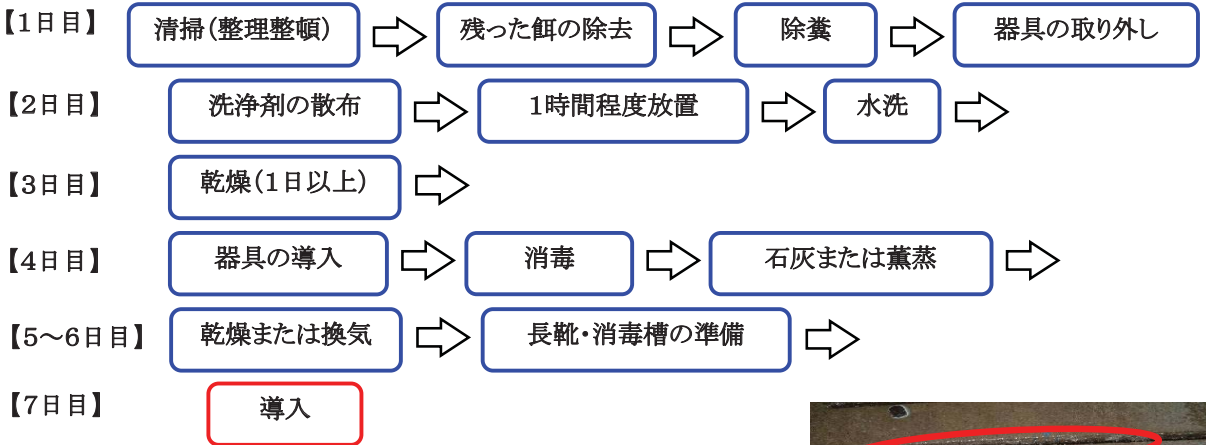 【1日目】 清掃(整理整頓) 残った餌の除去 除糞 器具の取り外し
【2日目】 洗浄剤の散布 1時間程度放置 水洗
【3日目】 乾燥(1日以上)
【4日目】 器具の導入 消毒 石灰または薫蒸
【5～6日目】 乾燥または換気 長靴・消毒槽の準備
【7日目】 導入